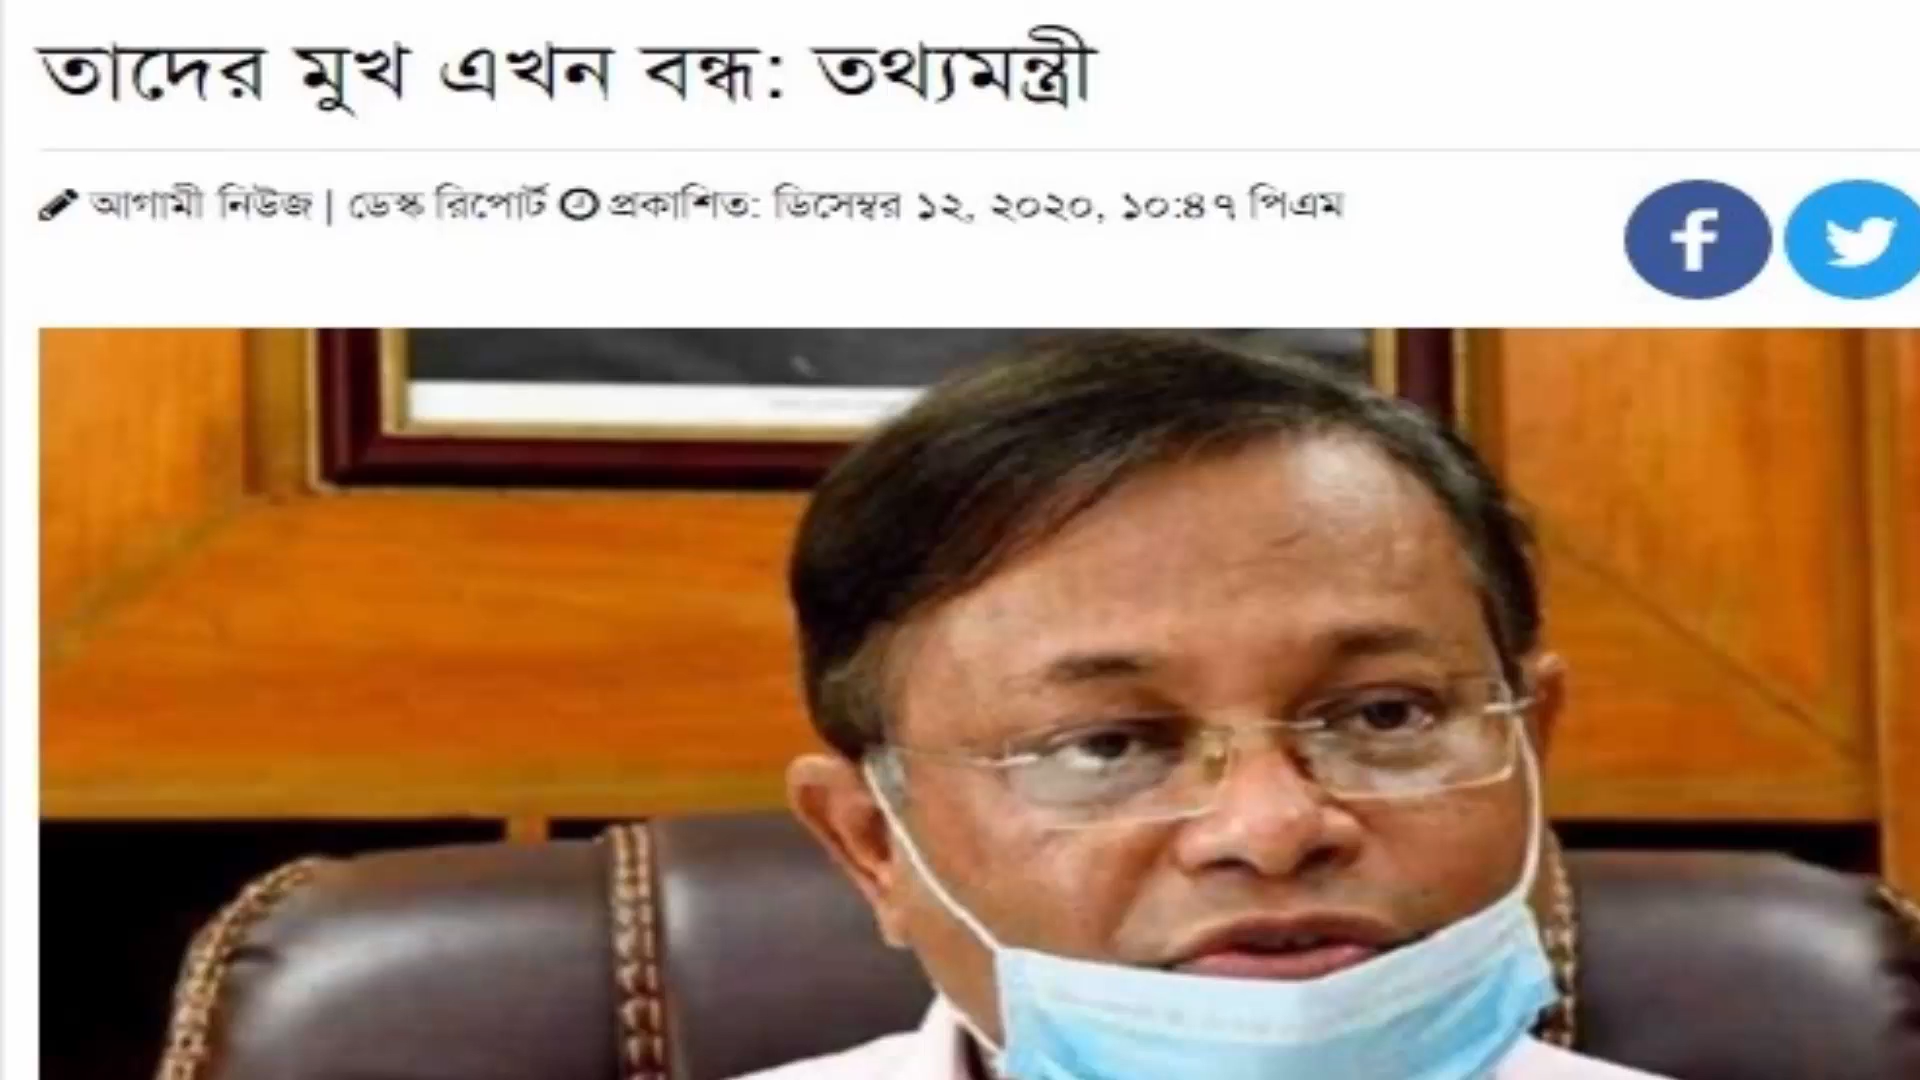 তাদের মুখ এখন বন্ধ: তথ্যমন্ত্রী
আগামী নিউজ | ডেস্ক রিপোর্ট প্রকাশিত: ডিসেম্বর ১২, ২০২০, ১০:৪৭ পিএম